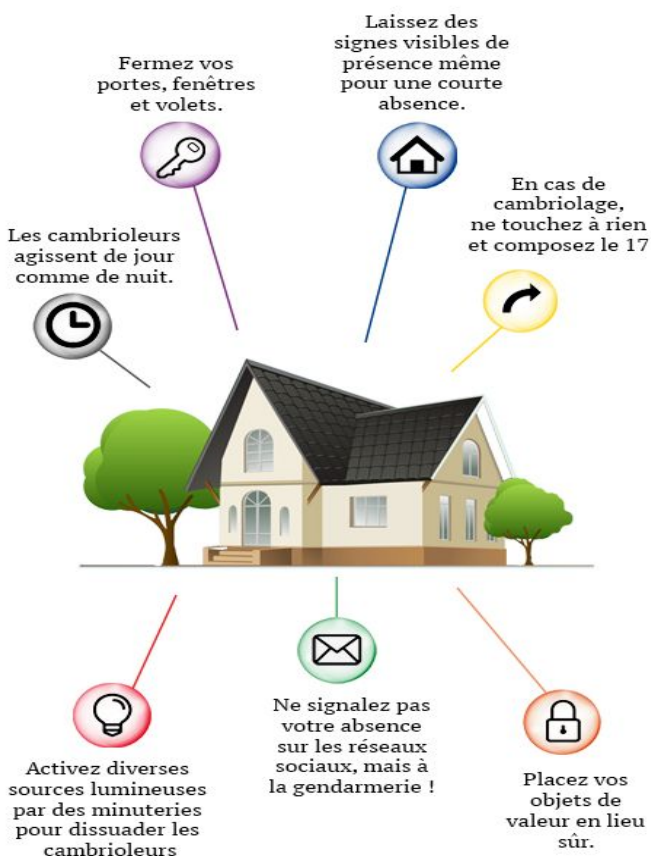 Laissez des
signes visibles de
présence même
pour une courte
absence.
Fermez vos
portes, fenêtres
et volets.
En cas de
cambriolage,
ne touchez à rien
et composez le 17
Les cambrioleurs
agissent de jour
comme de nuit.
Ne signalez pas
votre absence
sur les réseaux
sociaux, mais à
la gendarmerie !
Activez diverses
sources lumineuses
par des minuteries
pour dissuader les
cambrioleurs
Placez vos
objets de
valeur en lieu
sûr.